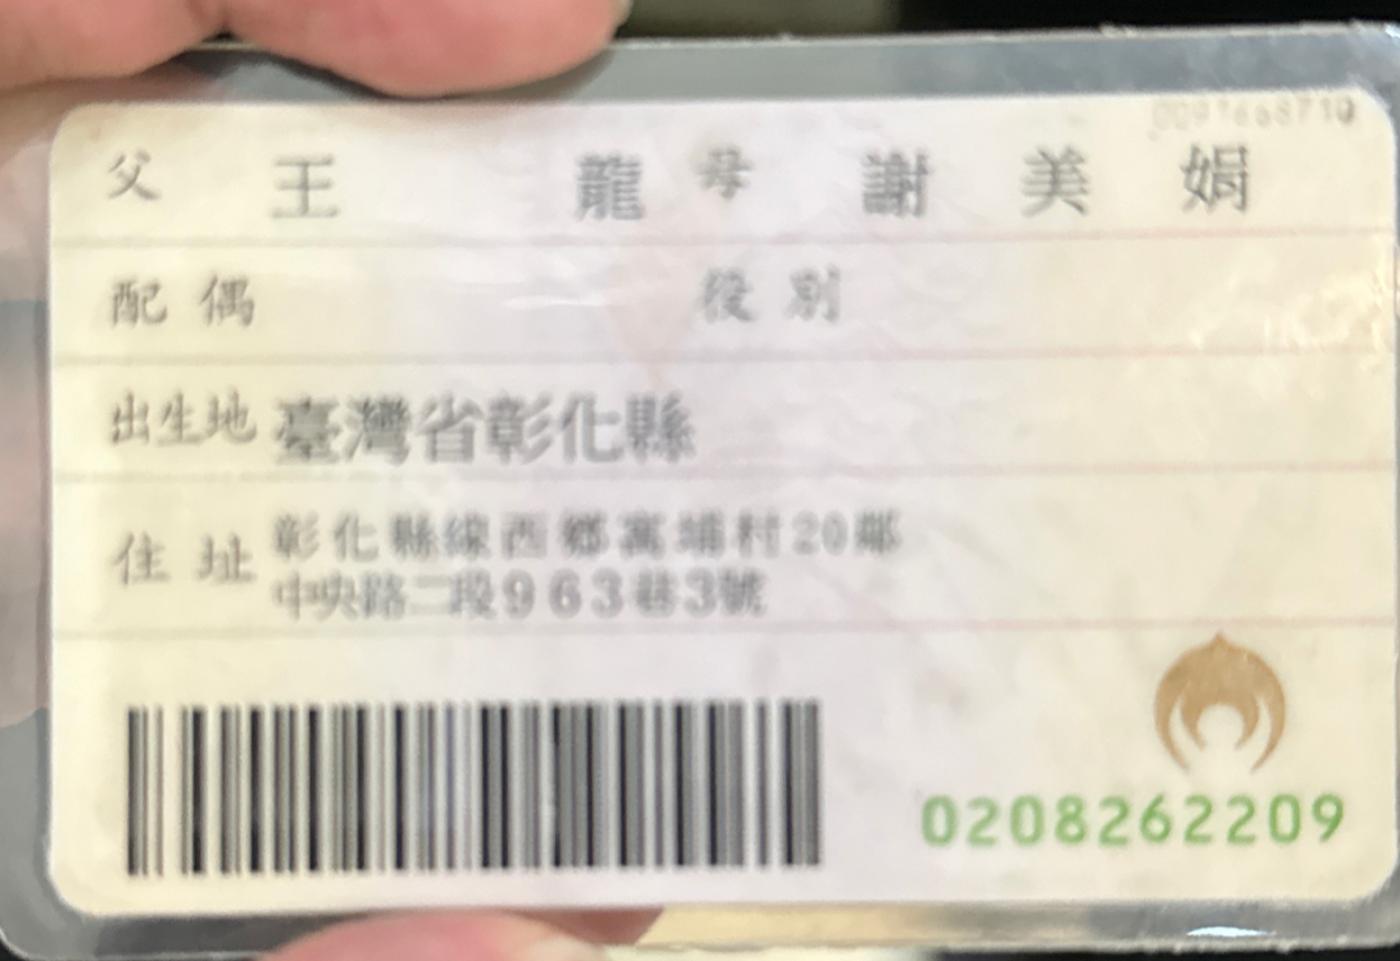 0091668710
父 王 龍 母 謝美娟
配偶 役別
出生地 臺灣省彰化縣
住址 彰化縣線西鄉寓埔村20鄰
中央路二段963巷3號
0208262209